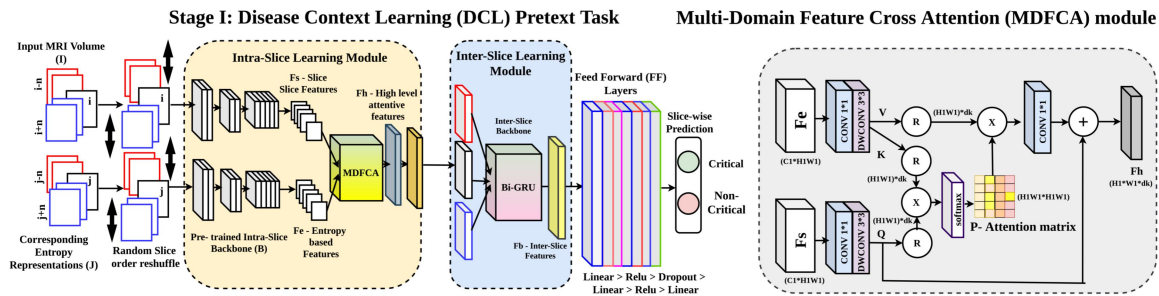 Stage I: Disease Context Learning (DCL) Pretext Task
Input MRI Volume
(I)
i-n
i
i+n
i
j-n
j
j+n
j
Corresponding
Entropy
Representations (J)
Random Slice
order reshuffle
Intra-Slice Learning Module
Fs - Slice
Slice Features
Fh - High level
attentive
features
MDFCA
Pre- trained Intra-Slice
Backbone (B)
Fe - Entropy
based
Features
Inter-Slice Learning
Module
Inter-Slice
Backbone
Bi-GRU
Fb - Inter-Slice
Features
Feed Forward (FF)
Layers
Linear > Relu > Dropout >
Linear > Relu > Linear
Slice-wise
Prediction
Critical
Non-
Critical
Multi-Domain Feature Cross Attention (MDFCA) module
Fe
(C1*H1W1)
CONV 1*1
DWCONV 3*3
V
K
R
(H1W1)*dk
R
(H1W1)*dk
X
(H1W1)*dk
R
Q
Fs
(C1*H1W1)
CONV 1*1
DWCONV 3*3
softmax
(H1W1*H1W1)
P- Attention matrix
X
CONV 1*1
+
Fh
(H1*W1*dk)